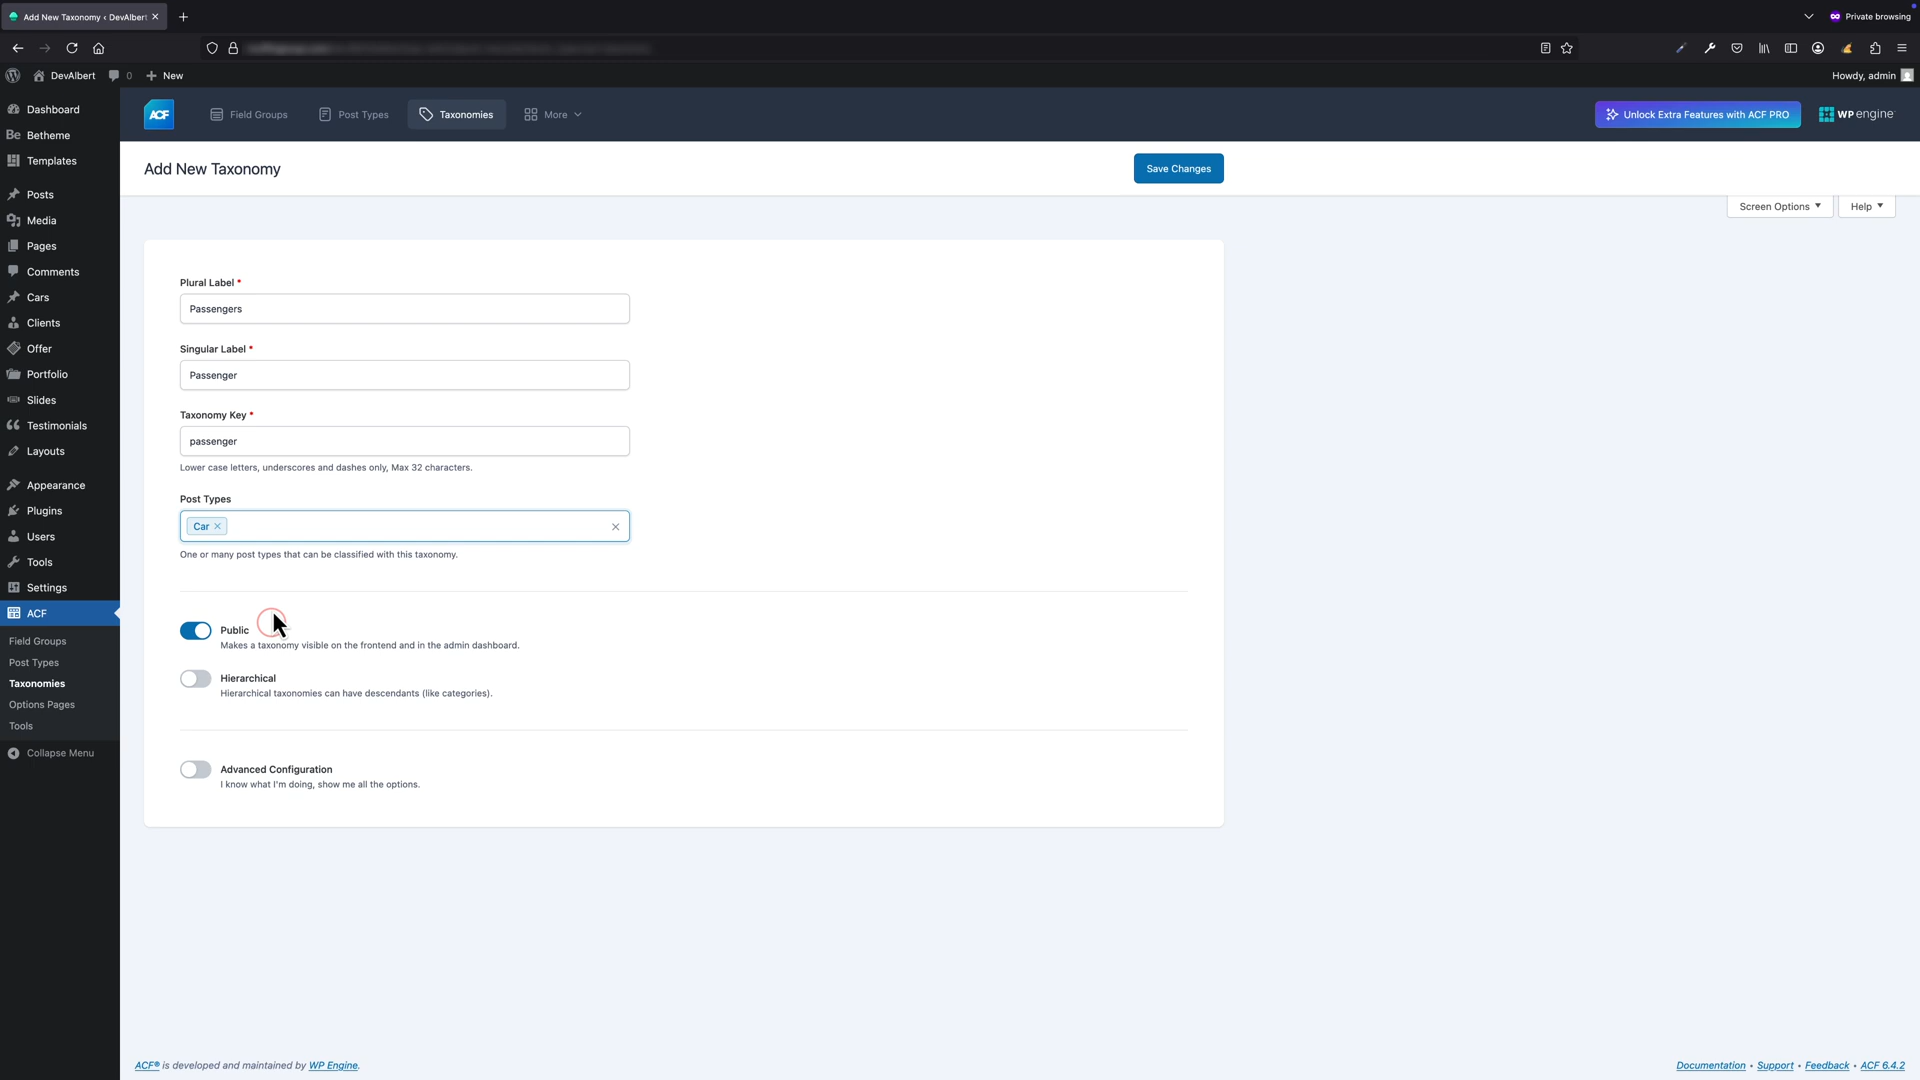 Add New Taxonomy ‹ DevAlbert
Private browsing
DevAlbert
0
New
Howdy, admin
ACF
Field Groups
Post Types
Taxonomies
More
Unlock Extra Features with ACF PRO
WP engine
Dashboard
Be Betheme
Templates
Posts
Media
Pages
Comments
Cars
Clients
Offer
Portfolio
Slides
Testimonials
Layouts
Appearance
Plugins
Users
Tools
Settings
ACF
Field Groups
Post Types
Taxonomies
Options Pages
Tools
Collapse Menu
Add New Taxonomy
Save Changes
Screen Options
Help
Plural Label *
Passengers
Singular Label *
Passenger
Taxonomy Key *
passenger
Lower case letters, underscores and dashes only, Max 32 characters.
Post Types
Car
One or many post types that can be classified with this taxonomy.
Public
Makes a taxonomy visible on the frontend and in the admin dashboard.
Hierarchical
Hierarchical taxonomies can have descendants (like categories).
Advanced Configuration
I know what I'm doing, show me all the options.
ACF® is developed and maintained by WP Engine.
Documentation · Support · Feedback · ACF 6.4.2